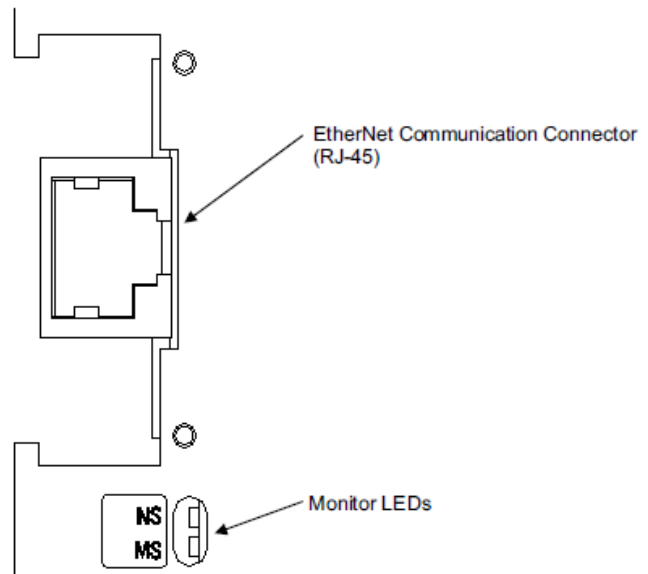 EtherNet Communication Connector
(RJ-45)
Monitor LEDs
NS
MS